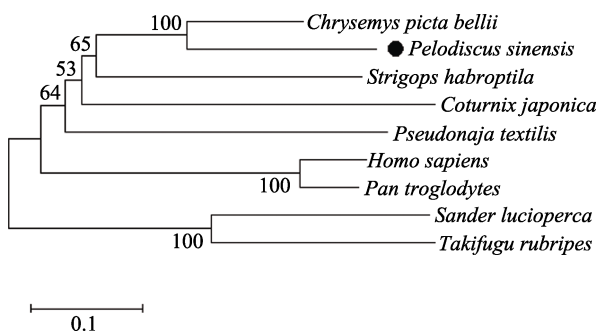 100 Chrysemys picta bellii
65 Pelodiscus sinensis
53 Strigops habroptila
64 Coturnix japonica
Pseudonaja textilis
Homo sapiens
100 Pan troglodytes
Sander lucioperca
100 Takifugu rubripes
0.1